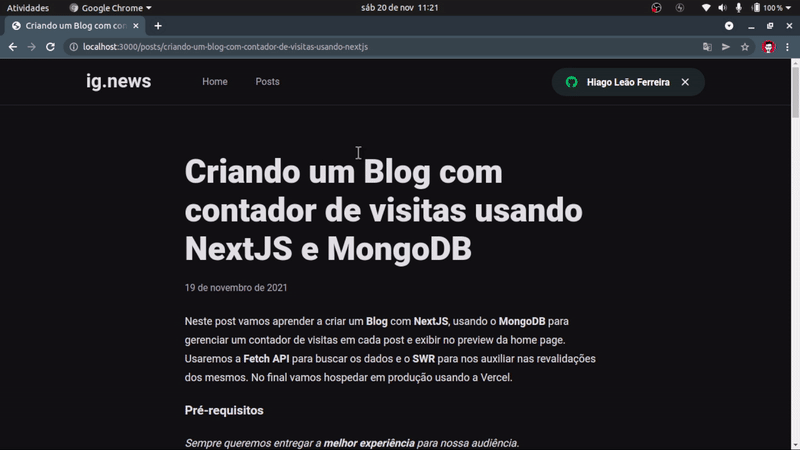 Atividades Google Chrome sáb 20 de nov 11:21 100 %
Criando um Blog com con
localhost:3000/posts/criando-um-blog-com-contador-de-visitas-usando-nextjs
ig.news Home Posts Hiago Leão Ferreira
Criando um Blog com
contador de visitas usando
NextJS e MongoDB
19 de novembro de 2021
Neste post vamos aprender a criar um Blog com NextJS, usando o MongoDB para
gerenciar um contador de visitas em cada post e exibir no preview da home page.
Usaremos a Fetch API para buscar os dados e o SWR para nos auxiliar nas revalidações
dos mesmos. No final vamos hospedar em produção usando a Vercel.
Pré-requisitos
Sempre queremos entregar a melhor experiência para nossa audiência.